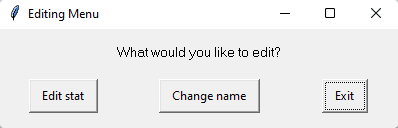 Editing Menu
What would you like to edit?
Edit stat Change name Exit